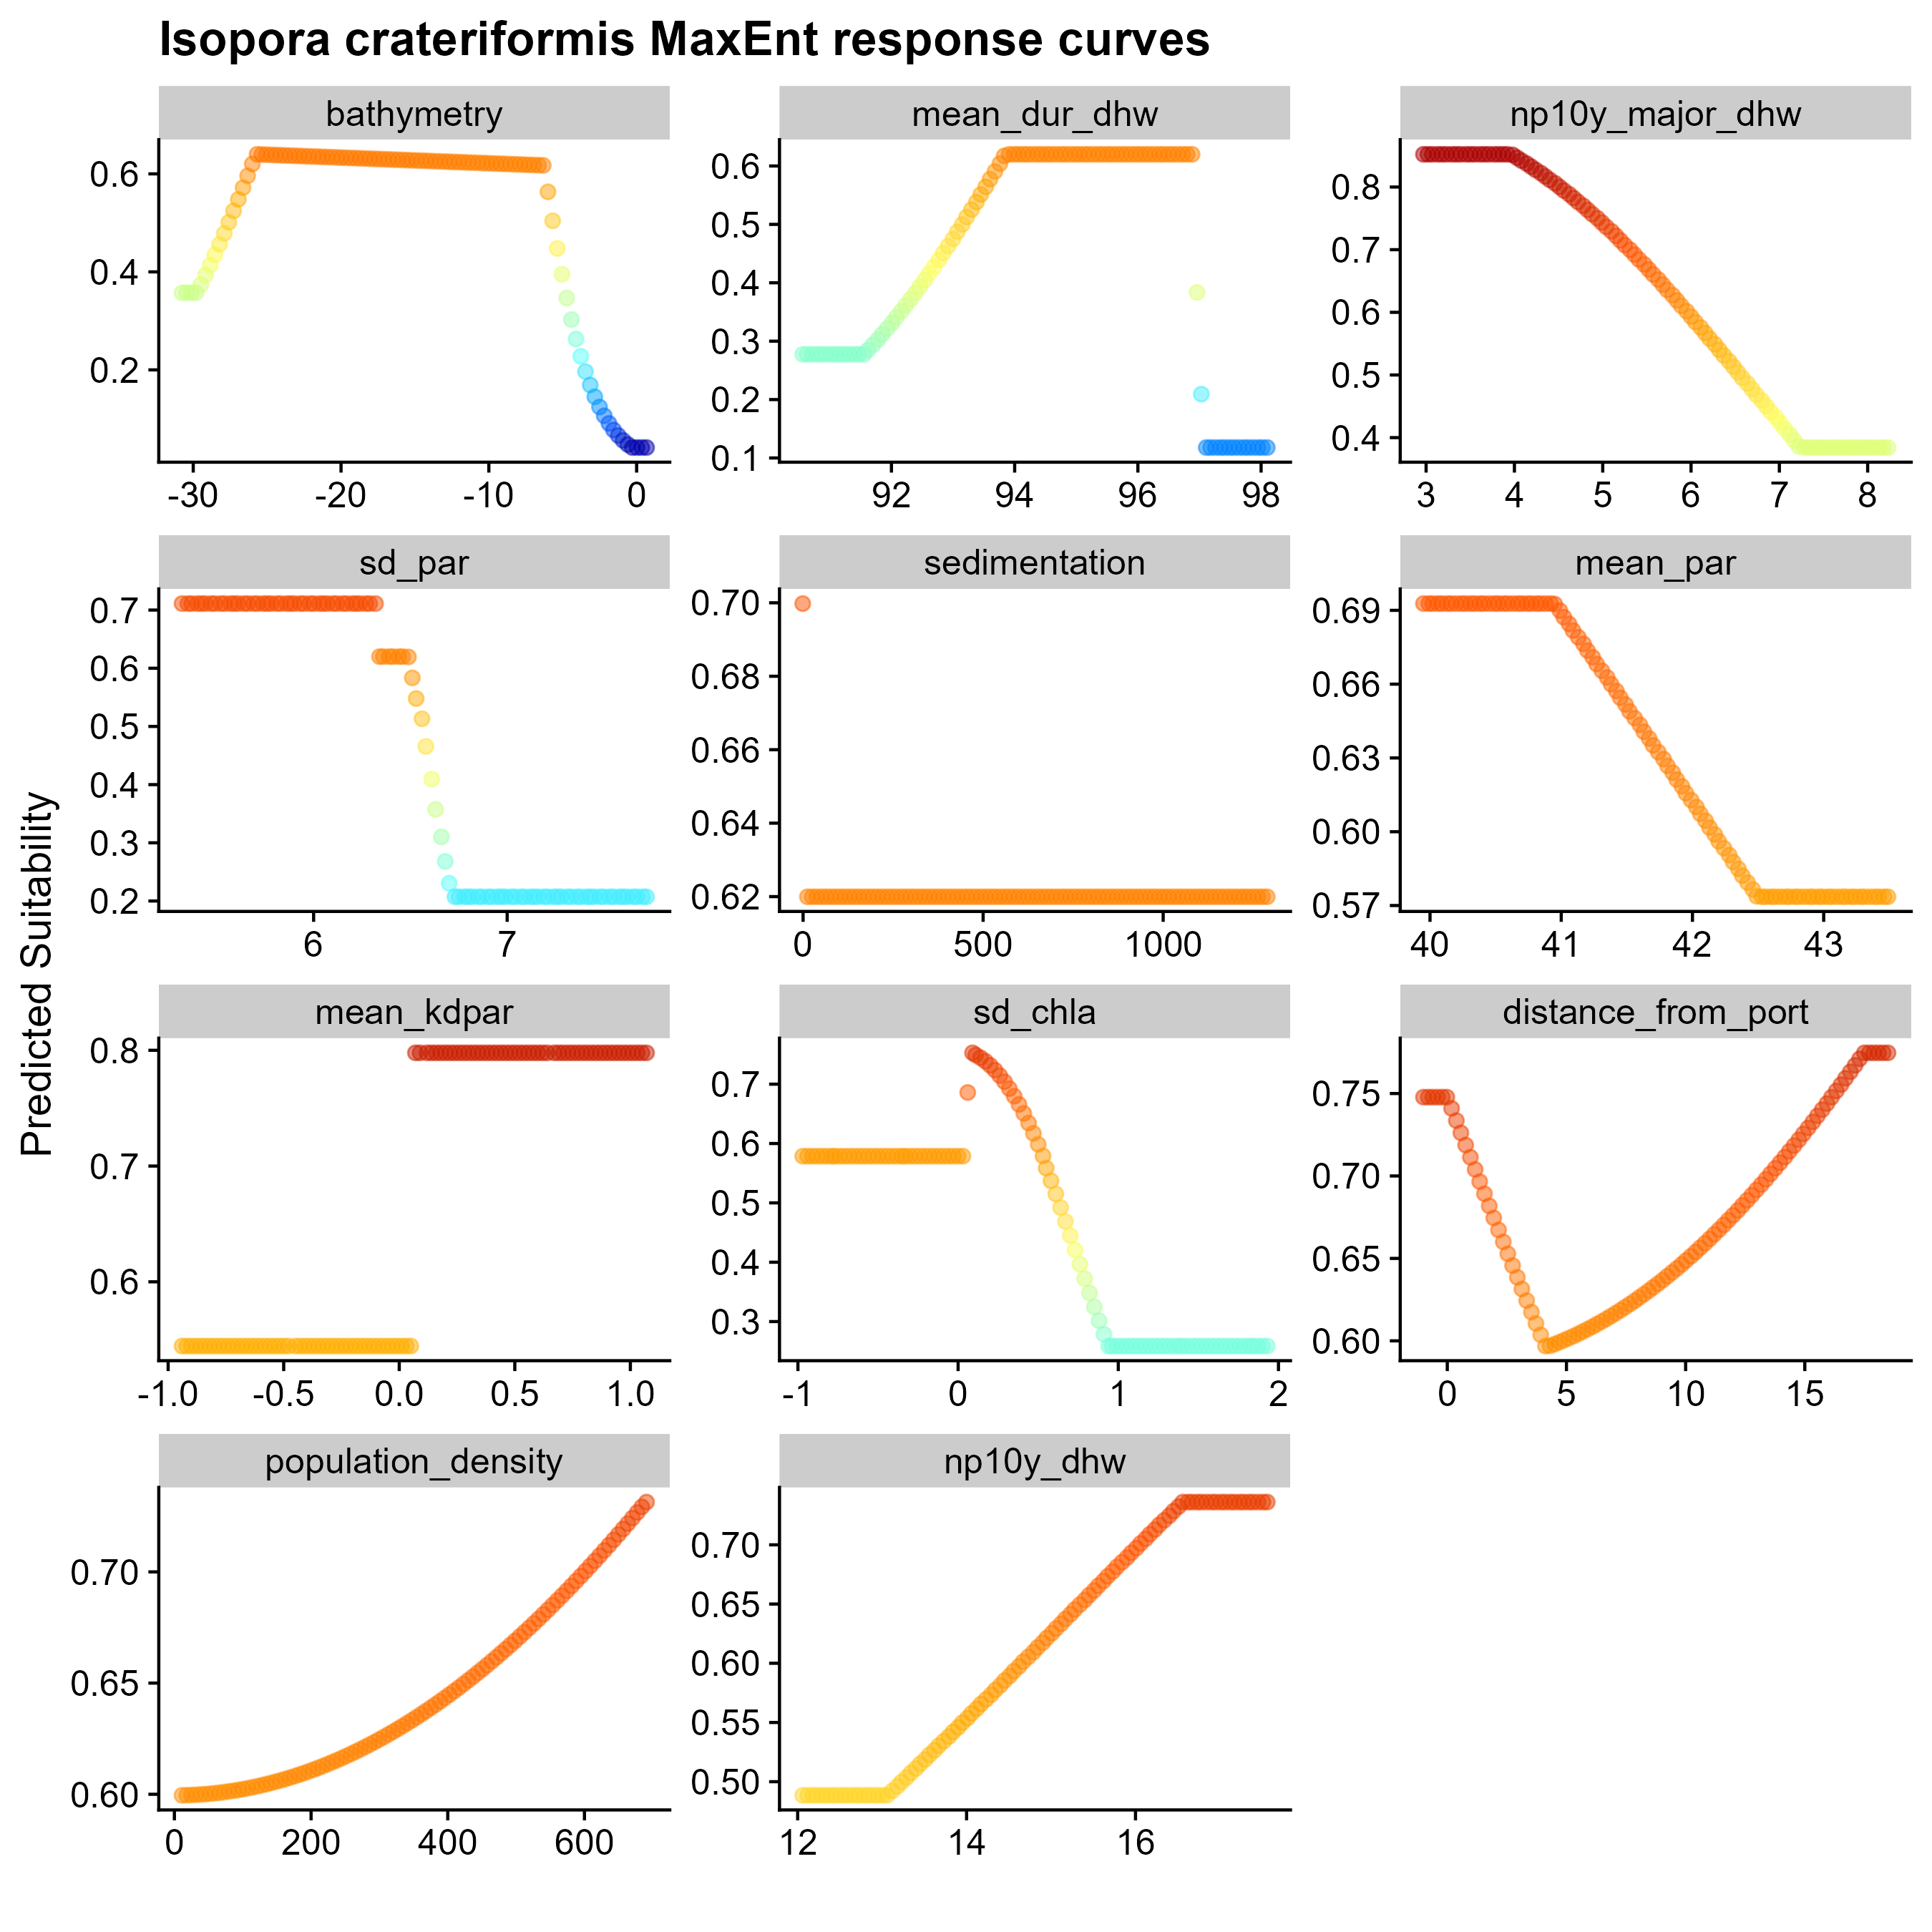 Isopora crateriformis MaxEnt response curves
bathymetry
mean_dur_dhw
np10y_major_dhw
0.6
0.4
0.2
-30 -20 -10 0
0.6
0.5
0.4
0.3
0.2
0.1
92 94 96 98
0.8
0.7
0.6
0.5
0.4
3 4 5 6 7 8
sd_par
sedimentation
mean_par
0.7
0.6
0.5
0.4
0.3
0.2
6 7
0.70
0.68
0.66
0.64
0.62
0 500 1000
0.69
0.66
0.63
0.60
0.57
40 41 42 43
Predicted Suitability
mean_kdpar
sd_chla
distance_from_port
0.8
0.7
0.6
-1.0 -0.5 0.0 0.5 1.0
0.7
0.6
0.5
0.4
0.3
-1 0 1 2
0.75
0.70
0.65
0.60
0 5 10 15
population_density
np10y_dhw
0.70
0.65
0.60
0 200 400 600
0.70
0.65
0.60
0.55
0.50
12 14 16